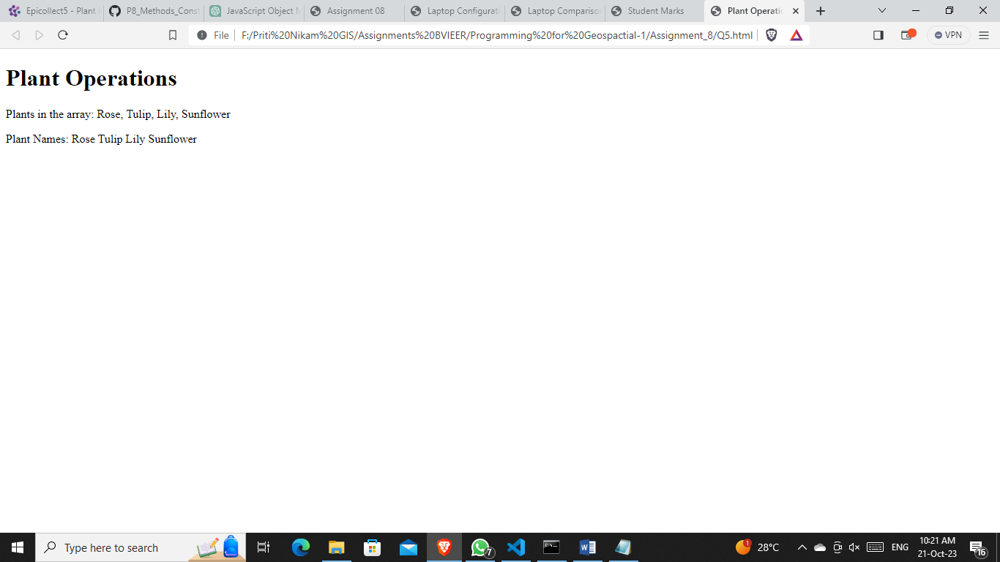 Epicollect5 - Plant
P8_Methods_Const
JavaScript Object M
Assignment 08
Laptop Configurati
Laptop Comparison
Student Marks
Plant Operatio
File
F:/Priti%20Nikam%20GIS/Assignments%20BVIEER/Programming%20for%20Geospactial-1/Assignment_8/Q5.html
VPN
Plant Operations
Plants in the array: Rose, Tulip, Lily, Sunflower
Plant Names: Rose Tulip Lily Sunflower
Type here to search
7
1
28°C
ENG
10:21 AM
21-Oct-23
16